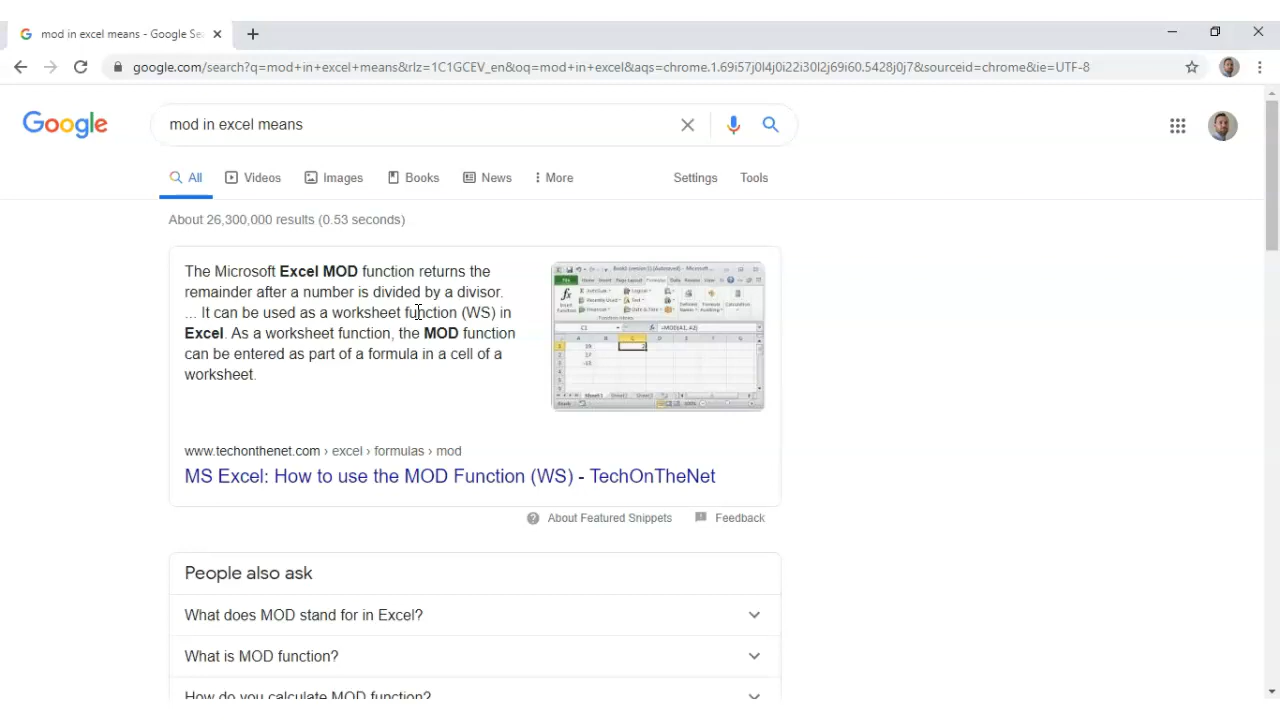 mod in excel means - Google Sea
google.com/search?q=mod+in+excel+means&rlz=1C1GCEV_en&oq=mod+in+excel&aqs=chrome.1.69i57j0l4j0i22i30l2j69i60.5428j0j7&sourceid=chrome&ie=UTF-8
Google
mod in excel means
All Videos Images Books News More Settings Tools
About 26,300,000 results (0.53 seconds)
The Microsoft Excel MOD function returns the
remainder after a number is divided by a divisor.
... It can be used as a worksheet function (WS) in
Excel. As a worksheet function, the MOD function
can be entered as part of a formula in a cell of a
worksheet.
www.techonthenet.com › excel › formulas › mod
MS Excel: How to use the MOD Function (WS) - TechOnTheNet
About Featured Snippets Feedback
People also ask
What does MOD stand for in Excel?
What is MOD function?
How do you calculate MOD function?